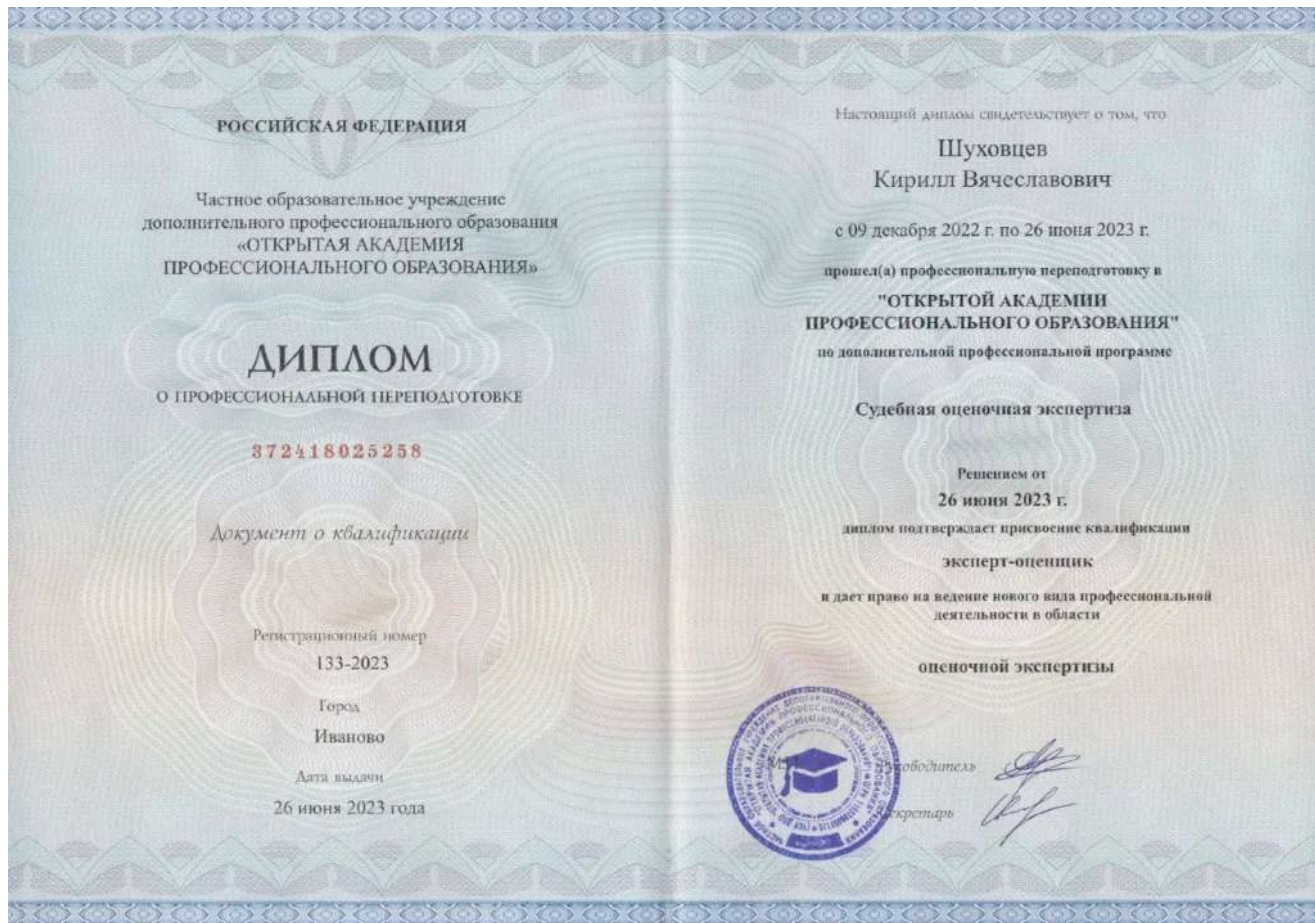 РОССИЙСКАЯ ФЕДЕРАЦИЯ
Частное образовательное учреждение
дополнительного профессионального образования
«ОТКРЫТАЯ АКАДЕМИЯ
ПРОФЕССИОНАЛЬНОГО ОБРАЗОВАНИЯ»
ДИПЛОМ
О ПРОФЕССИОНАЛЬНОЙ ПЕРЕПОДГОТОВКЕ
372418025258
Документ о квалификации
Регистрационный номер
133-2023
Город
Иваново
Дата выдачи
26 июня 2023 года
Настоящий диплом свидетельствует о том, что
Шуховцев
Кирилл Вячеславович
с 09 декабря 2022 г. по 26 июня 2023 г.
прошел(а) профессиональную переподготовку в
"ОТКРЫТОЙ АКАДЕМИИ
ПРОФЕССИОНАЛЬНОГО ОБРАЗОВАНИЯ"
по дополнительной профессиональной программе
Судебная оценочная экспертиза
Решением от
26 июня 2023 г.
диплом подтверждает присвоение квалификации
эксперт-оценщик
и дает право на ведение нового вида профессиональной
деятельности в области
оценочной экспертизы
Руководитель
Секретарь